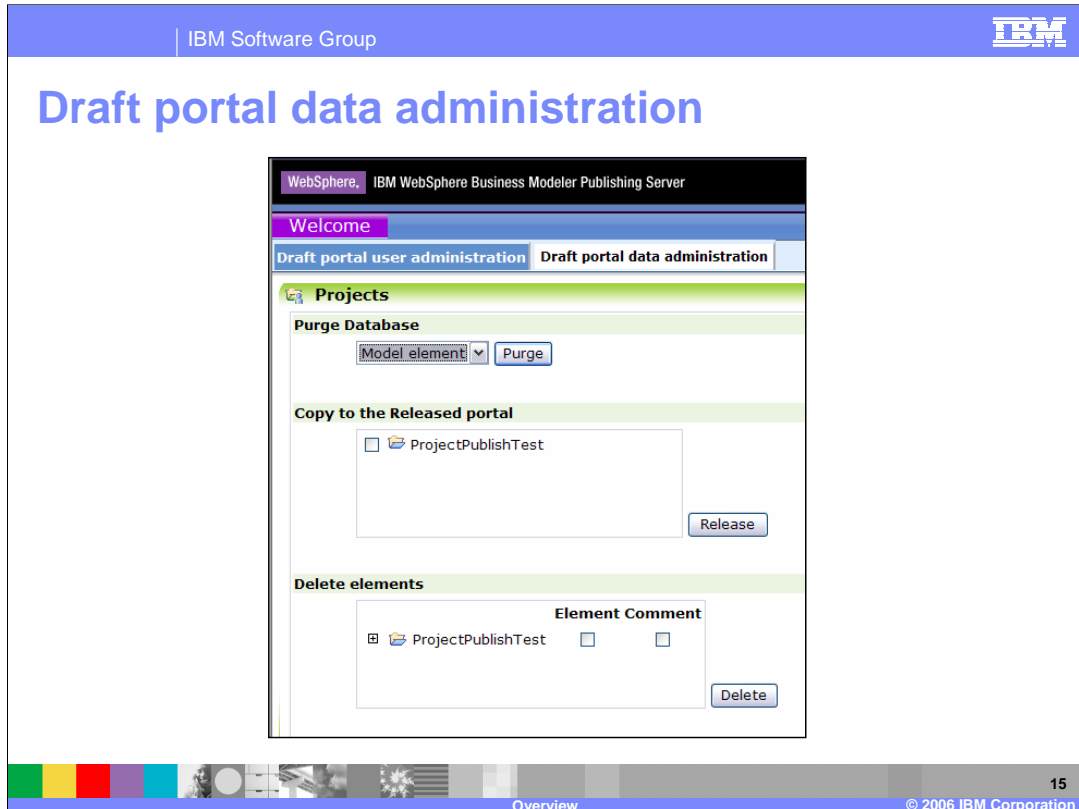 IBM Software Group
IBM
Draft portal data administration
WebSphere. IBM WebSphere Business Modeler Publishing Server
Welcome
Draft portal user administration Draft portal data administration
Projects
Purge Database
Model element Purge
Copy to the Released portal
ProjectPublishTest
Release
Delete elements
Element Comment
ProjectPublishTest
Delete
15
Overview © 2006 IBM Corporation